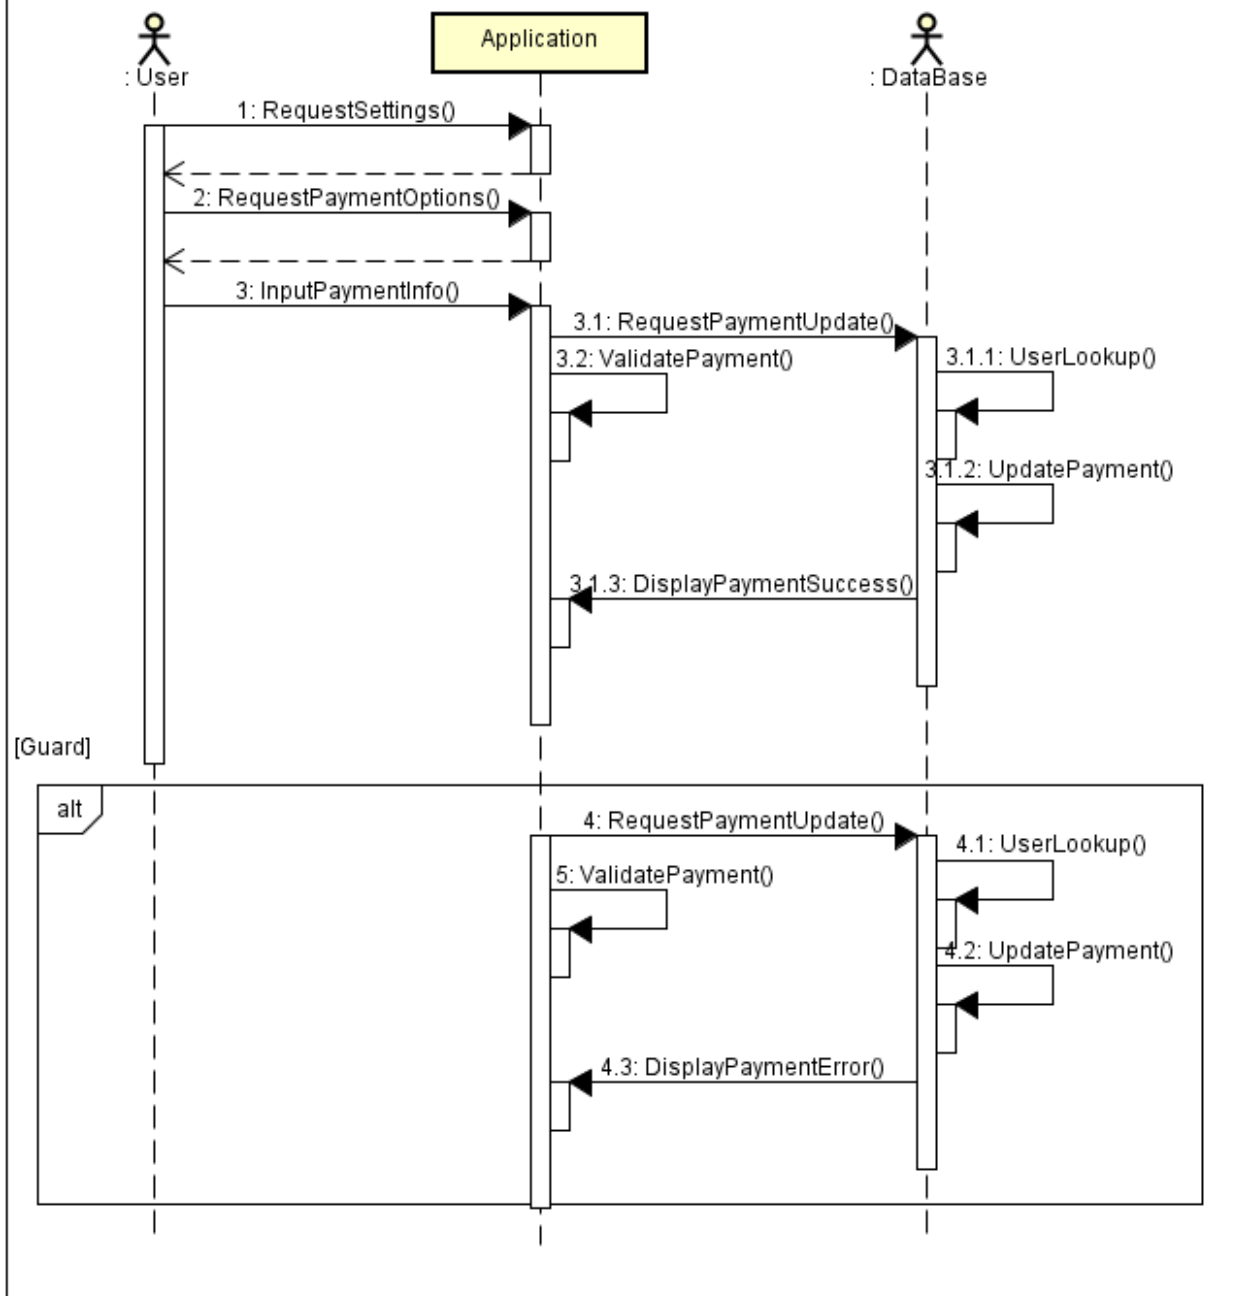 : User
Application
: DataBase
1: RequestSettings()
2: RequestPaymentOptions()
3: InputPaymentInfo()
3.1: RequestPaymentUpdate()
3.2: ValidatePayment()
3.1.1: UserLookup()
3.1.2: UpdatePayment()
3.1.3: DisplayPaymentSuccess()
[Guard]
alt
4: RequestPaymentUpdate()
4.1: UserLookup()
5: ValidatePayment()
4.2: UpdatePayment()
4.3: DisplayPaymentError()